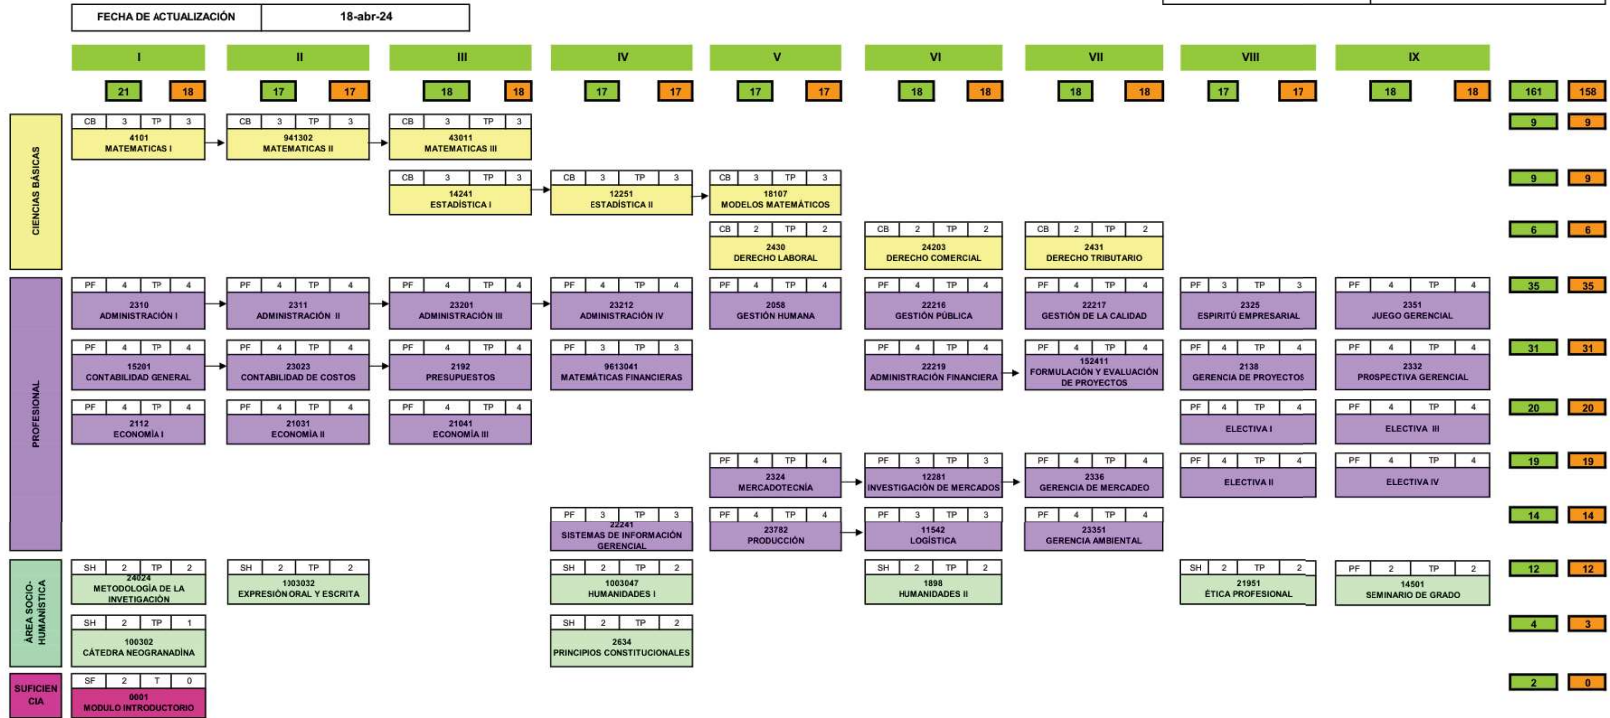 FECHA DE ACTUALIZACIÓN 18-abr-24
I II III IV V VI VII VIII IX
21 18 17 17 18 18 17 17 17 17 18 18 18 18 17 17 18 18 161 158
CIENCIAS BÁSICAS
CB 3 TP 3 CB 3 TP 3 CB 3 TP 3 9 9
4101 941302 43011
MATEMATICAS I MATEMATICAS II MATEMATICAS III
CB 3 TP 3 CB 3 TP 3 CB 3 TP 3 9 9
14241 12251 18107
ESTADÍSTICA I ESTADÍSTICA II MODELOS MATEMÁTICOS
CB 2 TP 2 CB 2 TP 2 CB 2 TP 2 6 6
2430 24203 2431
DERECHO LABORAL DERECHO COMERCIAL DERECHO TRIBUTARIO
PROFESIONAL
PF 4 TP 4 PF 4 TP 4 PF 4 TP 4 PF 4 TP 4 PF 4 TP 4 PF 4 TP 4 PF 4 TP 4 PF 3 TP 3 PF 4 TP 4 35 35
2310 2311 23201 23212 2058 22216 22217 2325 2351
ADMINISTRACIÓN I ADMINISTRACIÓN II ADMINISTRACIÓN III ADMINISTRACIÓN IV GESTIÓN HUMANA GESTIÓN PÚBLICA GESTIÓN DE LA CALIDAD ESPIRITÚ EMPRESARIAL JUEGO GERENCIAL
PF 4 TP 4 PF 4 TP 4 PF 4 TP 4 PF 3 TP 3 PF 4 TP 4 PF 4 TP 4 PF 4 TP 4 PF 4 TP 4 31 31
15201 23023 2192 9613041 22219 152411 2138 2332
CONTABILIDAD GENERAL CONTABILIDAD DE COSTOS PRESUPUESTOS MATEMÁTICAS FINANCIERAS ADMINISTRACIÓN FINANCIERA FORMULACIÓN Y EVALUACIÓN DE PROYECTOS GERENCIA DE PROYECTOS PROSPECTIVA GERENCIAL
PF 4 TP 4 PF 4 TP 4 PF 4 TP 4 PF 4 TP 4 PF 4 TP 4 20 20
2112 21031 21041
ECONOMÍA I ECONOMÍA II ECONOMÍA III ELECTIVA I ELECTIVA III
PF 4 TP 4 PF 3 TP 3 PF 4 TP 4 PF 4 TP 4 PF 4 TP 4 19 19
2324 12281 2336
MERCADOTECNÍA INVESTIGACIÓN DE MERCADOS GERENCIA DE MERCADEO ELECTIVA II ELECTIVA IV
PF 3 TP 3 PF 4 TP 4 PF 3 TP 3 PF 4 TP 4 14 14
22241 23782 11542 23351
SISTEMAS DE INFORMACIÓN GERENCIAL PRODUCCIÓN LOGÍSTICA GERENCIA AMBIENTAL
ÁREA SOCIO-
HUMANÍSTICA
SH 2 TP 2 SH 2 TP 2 SH 2 TP 2 SH 2 TP 2 SH 2 TP 2 PF 2 TP 2 12 12
24024 1003032 1003047 1898 21951 14501
METODOLOGÍA DE LA INVETIGACIÓN EXPRESIÓN ORAL Y ESCRITA HUMANIDADES I HUMANIDADES II ÉTICA PROFESIONAL SEMINARIO DE GRADO
SH 2 TP 1 SH 2 TP 2 4 3
100302 2634
CÁTEDRA NEOGRANADINA PRINCIPIOS CONSTITUCIONALES
SUFICIEN
CIA
SF 2 T 0 2 0
0001
MODULO INTRODUCTORIO